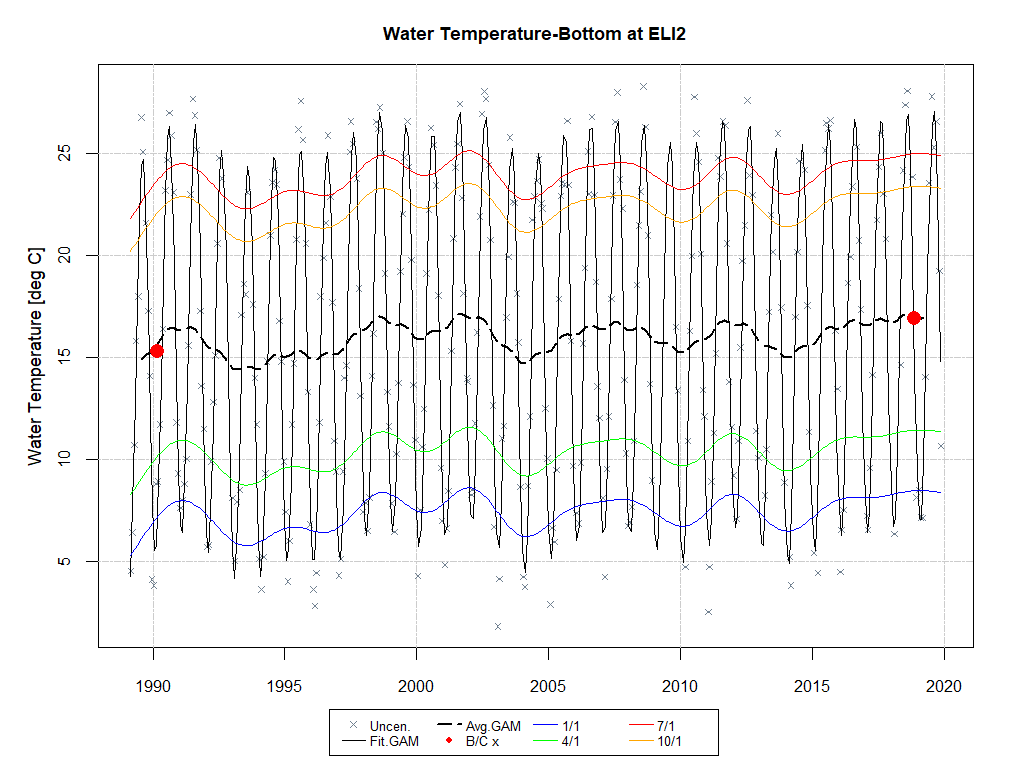 Water Temperature-Bottom at ELI2
Water Temperature [deg C]
25
20
15
10
5
1990 1995 2000 2005 2010 2015 2020
Uncen. Avg.GAM 1/1 7/1
Fit.GAM B/C x 4/1 10/1